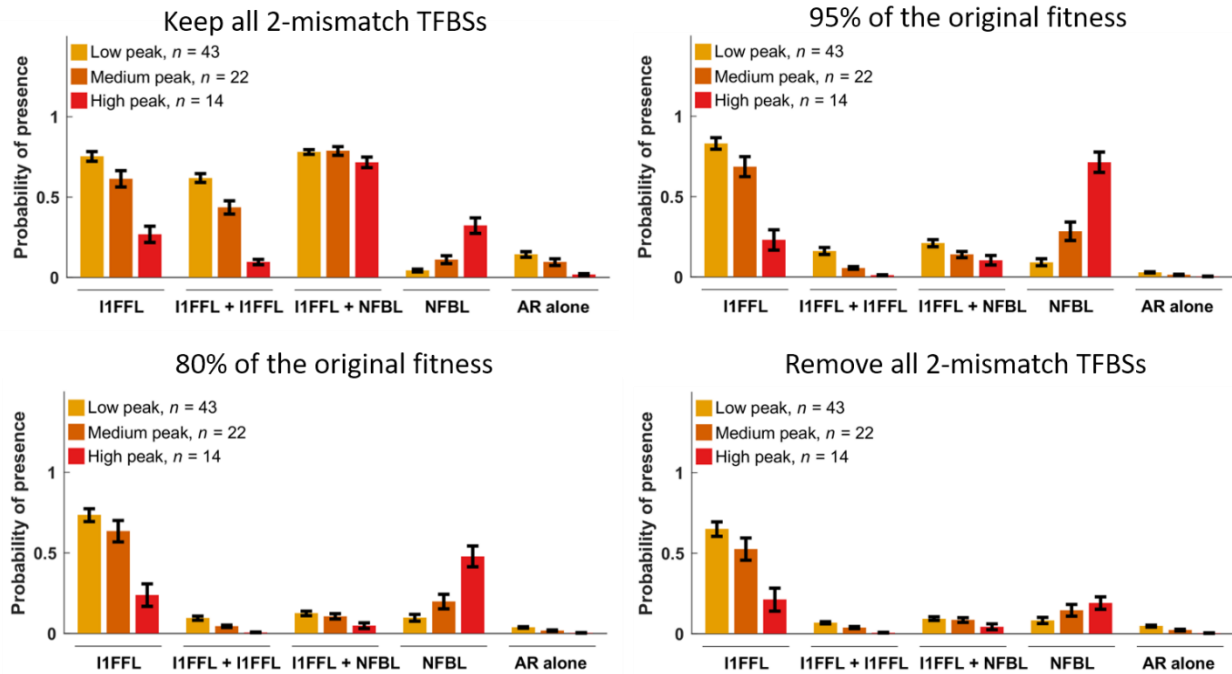 Keep all 2-mismatch TFBSs
Probability of presence
1
0.5
0
Low peak, n = 43
Medium peak, n = 22
High peak, n = 14
I1FFL
I1FFL + I1FFL
I1FFL + NFBL
NFBL
AR alone
95% of the original fitness
Probability of presence
1
0.5
0
Low peak, n = 43
Medium peak, n = 22
High peak, n = 14
I1FFL
I1FFL + I1FFL
I1FFL + NFBL
NFBL
AR alone
80% of the original fitness
Probability of presence
1
0.5
0
Low peak, n = 43
Medium peak, n = 22
High peak, n = 14
I1FFL
I1FFL + I1FFL
I1FFL + NFBL
NFBL
AR alone
Remove all 2-mismatch TFBSs
Probability of presence
1
0.5
0
Low peak, n = 43
Medium peak, n = 22
High peak, n = 14
I1FFL
I1FFL + I1FFL
I1FFL + NFBL
NFBL
AR alone